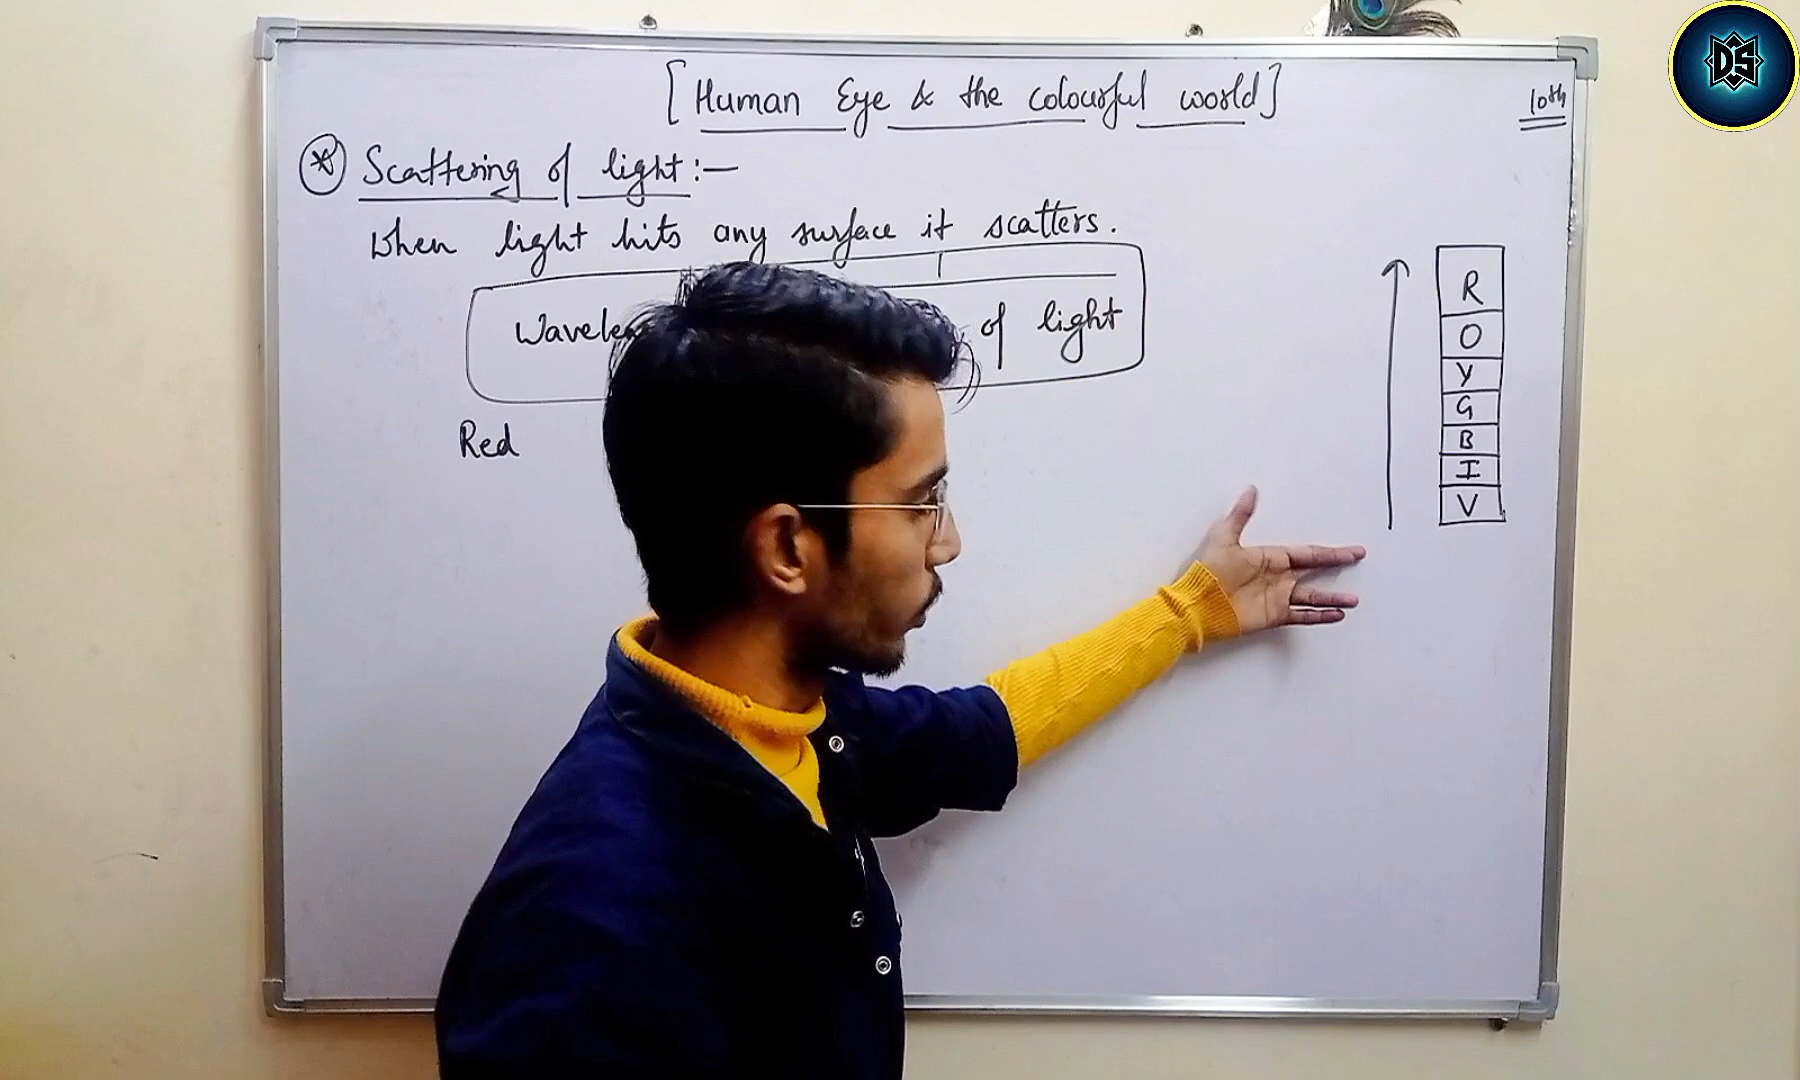 [Human Eye & the colourful world]
10th
Scattering of light:—
When light hits any surface it scatters.
of light
Red
R
O
Y
G
B
I
V
DS